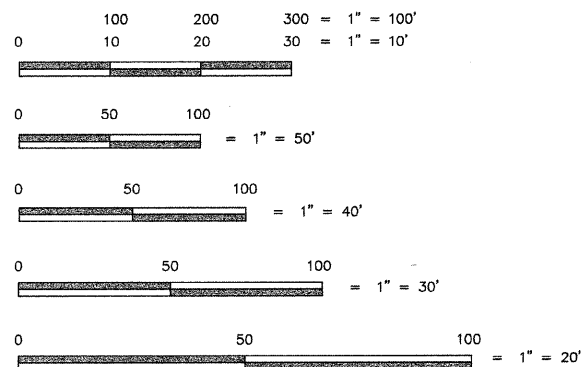 100 200 300 = 1" = 100'
0 10 20 30 = 1" = 10'
0 50 100
= 1" = 50'
0 50 100
= 1" = 40'
0 50 100
= 1" = 30'
0 50 100
= 1" = 20'